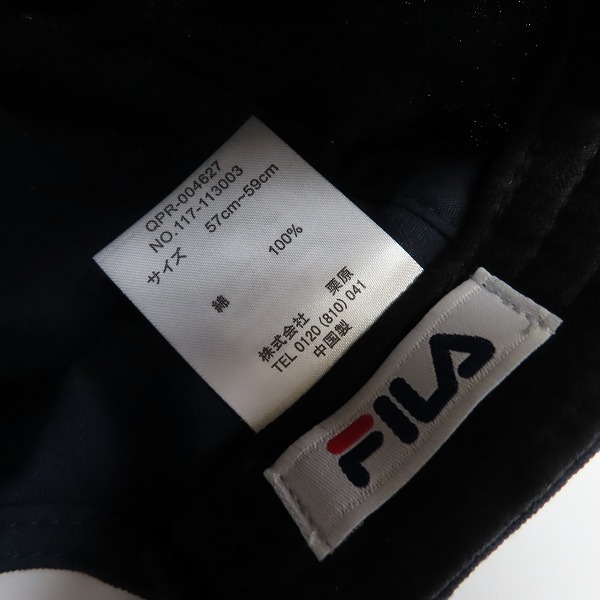 QPR-004627
NO.117-113003
サイズ 57cm~59cm
綿 100%
株式会社 栗原
TEL 0120 (810) 041
中国製
FILA